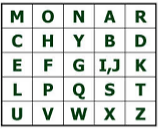 M O N A R
C H Y B D
E F G I,J K
L P Q S T
U V W X Z